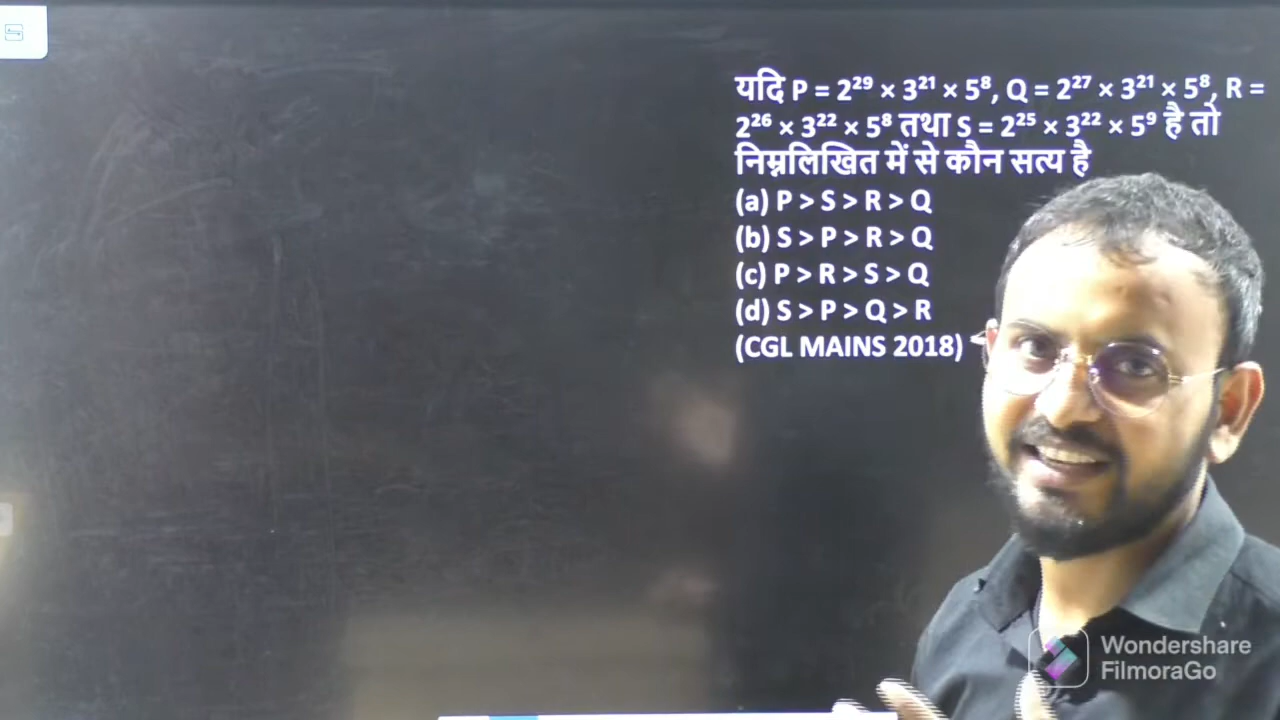 यदि P = 2²⁹ × 3²¹ × 5⁸, Q = 2²⁷ × 3²¹ × 5⁸, R =
2²⁶ × 3²² × 5⁸ तथा S = 2²⁵ × 3²² × 5⁹ है तो
निम्नलिखित में से कौन सत्य है
(a) P > S > R > Q
(b) S > P > R > Q
(c) P > R > S > Q
(d) S > P > Q > R
(CGL MAINS 2018)
Wondershare
FilmoraGo